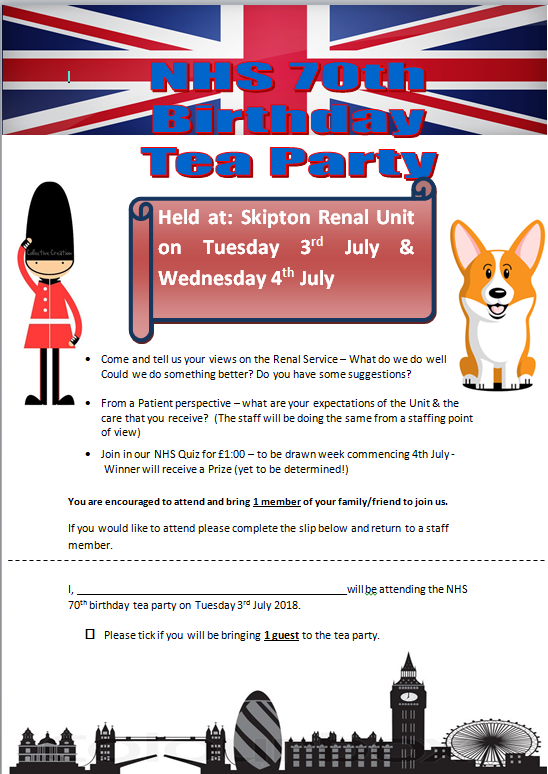 NHS 70th
Birthday
Tea Party
Held at: Skipton Renal Unit
on Tuesday 3rd July &
Wednesday 4th July
Collective Creation
• Come and tell us your views on the Renal Service – What do we do well
Could we do something better? Do you have some suggestions?
• From a Patient perspective – what are your expectations of the Unit & the
care that you receive? (The staff will be doing the same from a staffing point
of view)
• Join in our NHS Quiz for £1:00 – to be drawn week commencing 4th July -
Winner will receive a Prize (yet to be determined!)
You are encouraged to attend and bring 1 member of your family/friend to join us.
If you would like to attend please complete the slip below and return to a staff
member.
I, ______________________________________________will be attending the NHS
70th birthday tea party on Tuesday 3rd July 2018.
☐ Please tick if you will be bringing 1 guest to the tea party.